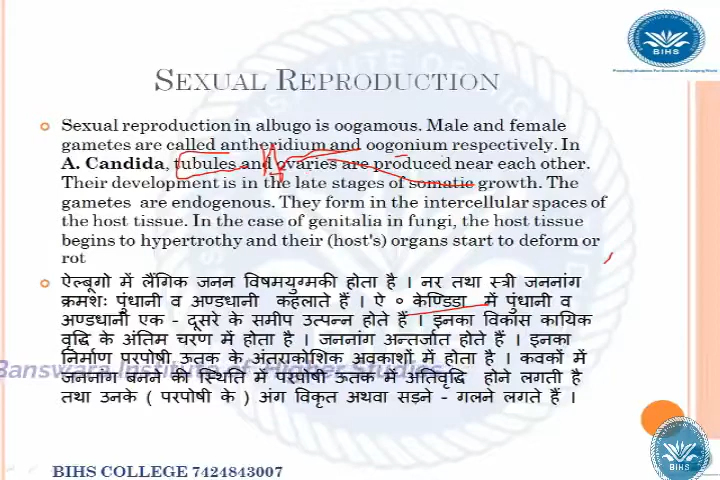 SEXUAL REPRODUCTION
Sexual reproduction in albugo is oogamous. Male and female
gametes are called antheridium and oogonium respectively. In
A. Candida, tubules and ovaries are produced near each other.
Their development is in the late stages of somatic growth. The
gametes are endogenous. They form in the intercellular spaces of
the host tissue. In the case of genitalia in fungi, the host tissue
begins to hypertrothy and their (host's) organs start to deform or
rot
ऐल्बूगो में लैंगिक जनन विषमयुग्मकी होता है । नर तथा स्त्री जननांग
क्रमशः पुंधानी व अण्डधानी कहलाते हैं । ऐ ० केण्डिडा में पुंधानी व
अण्डधानी एक - दूसरे के समीप उत्पन्न होते हैं । इनका विकास कायिक
वृद्धि के अंतिम चरण में होता है । जननांग अन्तर्जात होते हैं । इनका
निर्माण परपोषी ऊतक के अंतराकोशिक अवकाशों में होता है । कवकों में
जननांग बनने की स्थिति में परपोषी ऊतक में अतिवृद्धि होने लगती है
तथा उनके ( परपोषी के ) अंग विकृत अथवा सड़ने - गलने लगते हैं ।
Banswara Institute of Higher Studies
BIHS COLLEGE 7424843007
BIHS